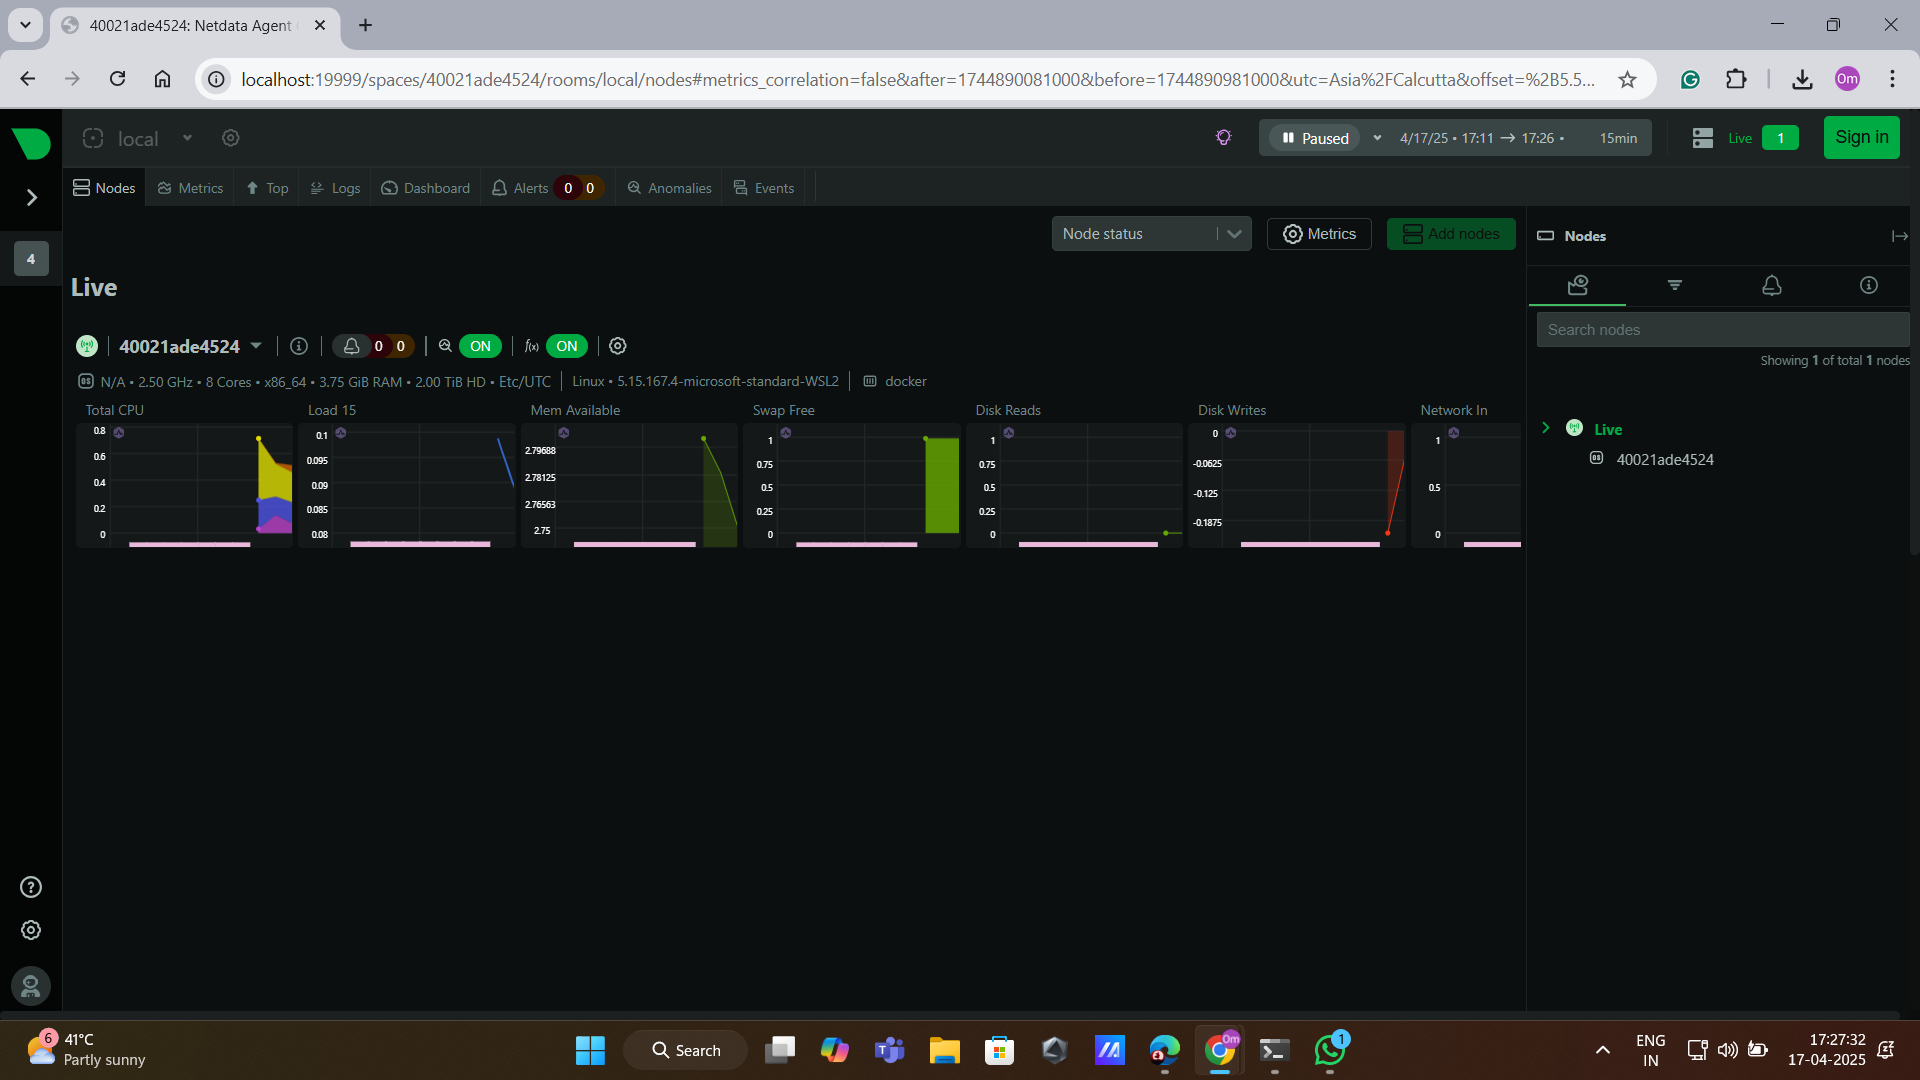 40021ade4524: Netdata Agent
localhost:19999/spaces/40021ade4524/rooms/local/nodes#metrics_correlation=false&after=1744890081000&before=1744890981000&utc=Asia%2FCalcutta&offset=%2B5.5...
Om
local
Paused
4/17/25 • 17:11 → 17:26 •
15min
Live
1
Sign in
Nodes
Metrics
Top
Logs
Dashboard
Alerts
0
0
Anomalies
Events
4
Node status
Metrics
Add nodes
Nodes
Live
Search nodes
Showing 1 of total 1 nodes
40021ade4524
0
0
ON
f(x)
ON
OS
N/A • 2.50 GHz • 8 Cores • x86_64 • 3.75 GiB RAM • 2.00 TiB HD • Etc/UTC
Linux • 5.15.167.4-microsoft-standard-WSL2
docker
Total CPU
0.8
0.6
0.4
0.2
0
Load 15
0.1
0.095
0.09
0.085
0.08
Mem Available
2.79688
2.78125
2.76563
2.75
Swap Free
1
0.75
0.5
0.25
0
Disk Reads
1
0.75
0.5
0.25
0
Disk Writes
0
-0.0625
-0.125
-0.1875
Network In
1
0.5
0
Live
OS
40021ade4524
6
41°C
Partly sunny
Search
Om
1
ENG
IN
17:27:32
17-04-2025